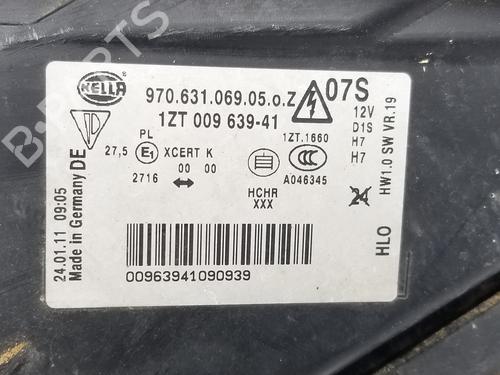 HELLA
970.631.069.05.o.Z
1ZT 009 639-41
07S
12V
D1S
H7
H7
HW1.0 SW VR.19
PL
27,5
E1
XCERT K
00 00
2716
1ZT.1660
A046345
HCHR
XXX
24
HLO
DE
24.01.11 09:05
Made in Germany
00963941090939
B-PARTS